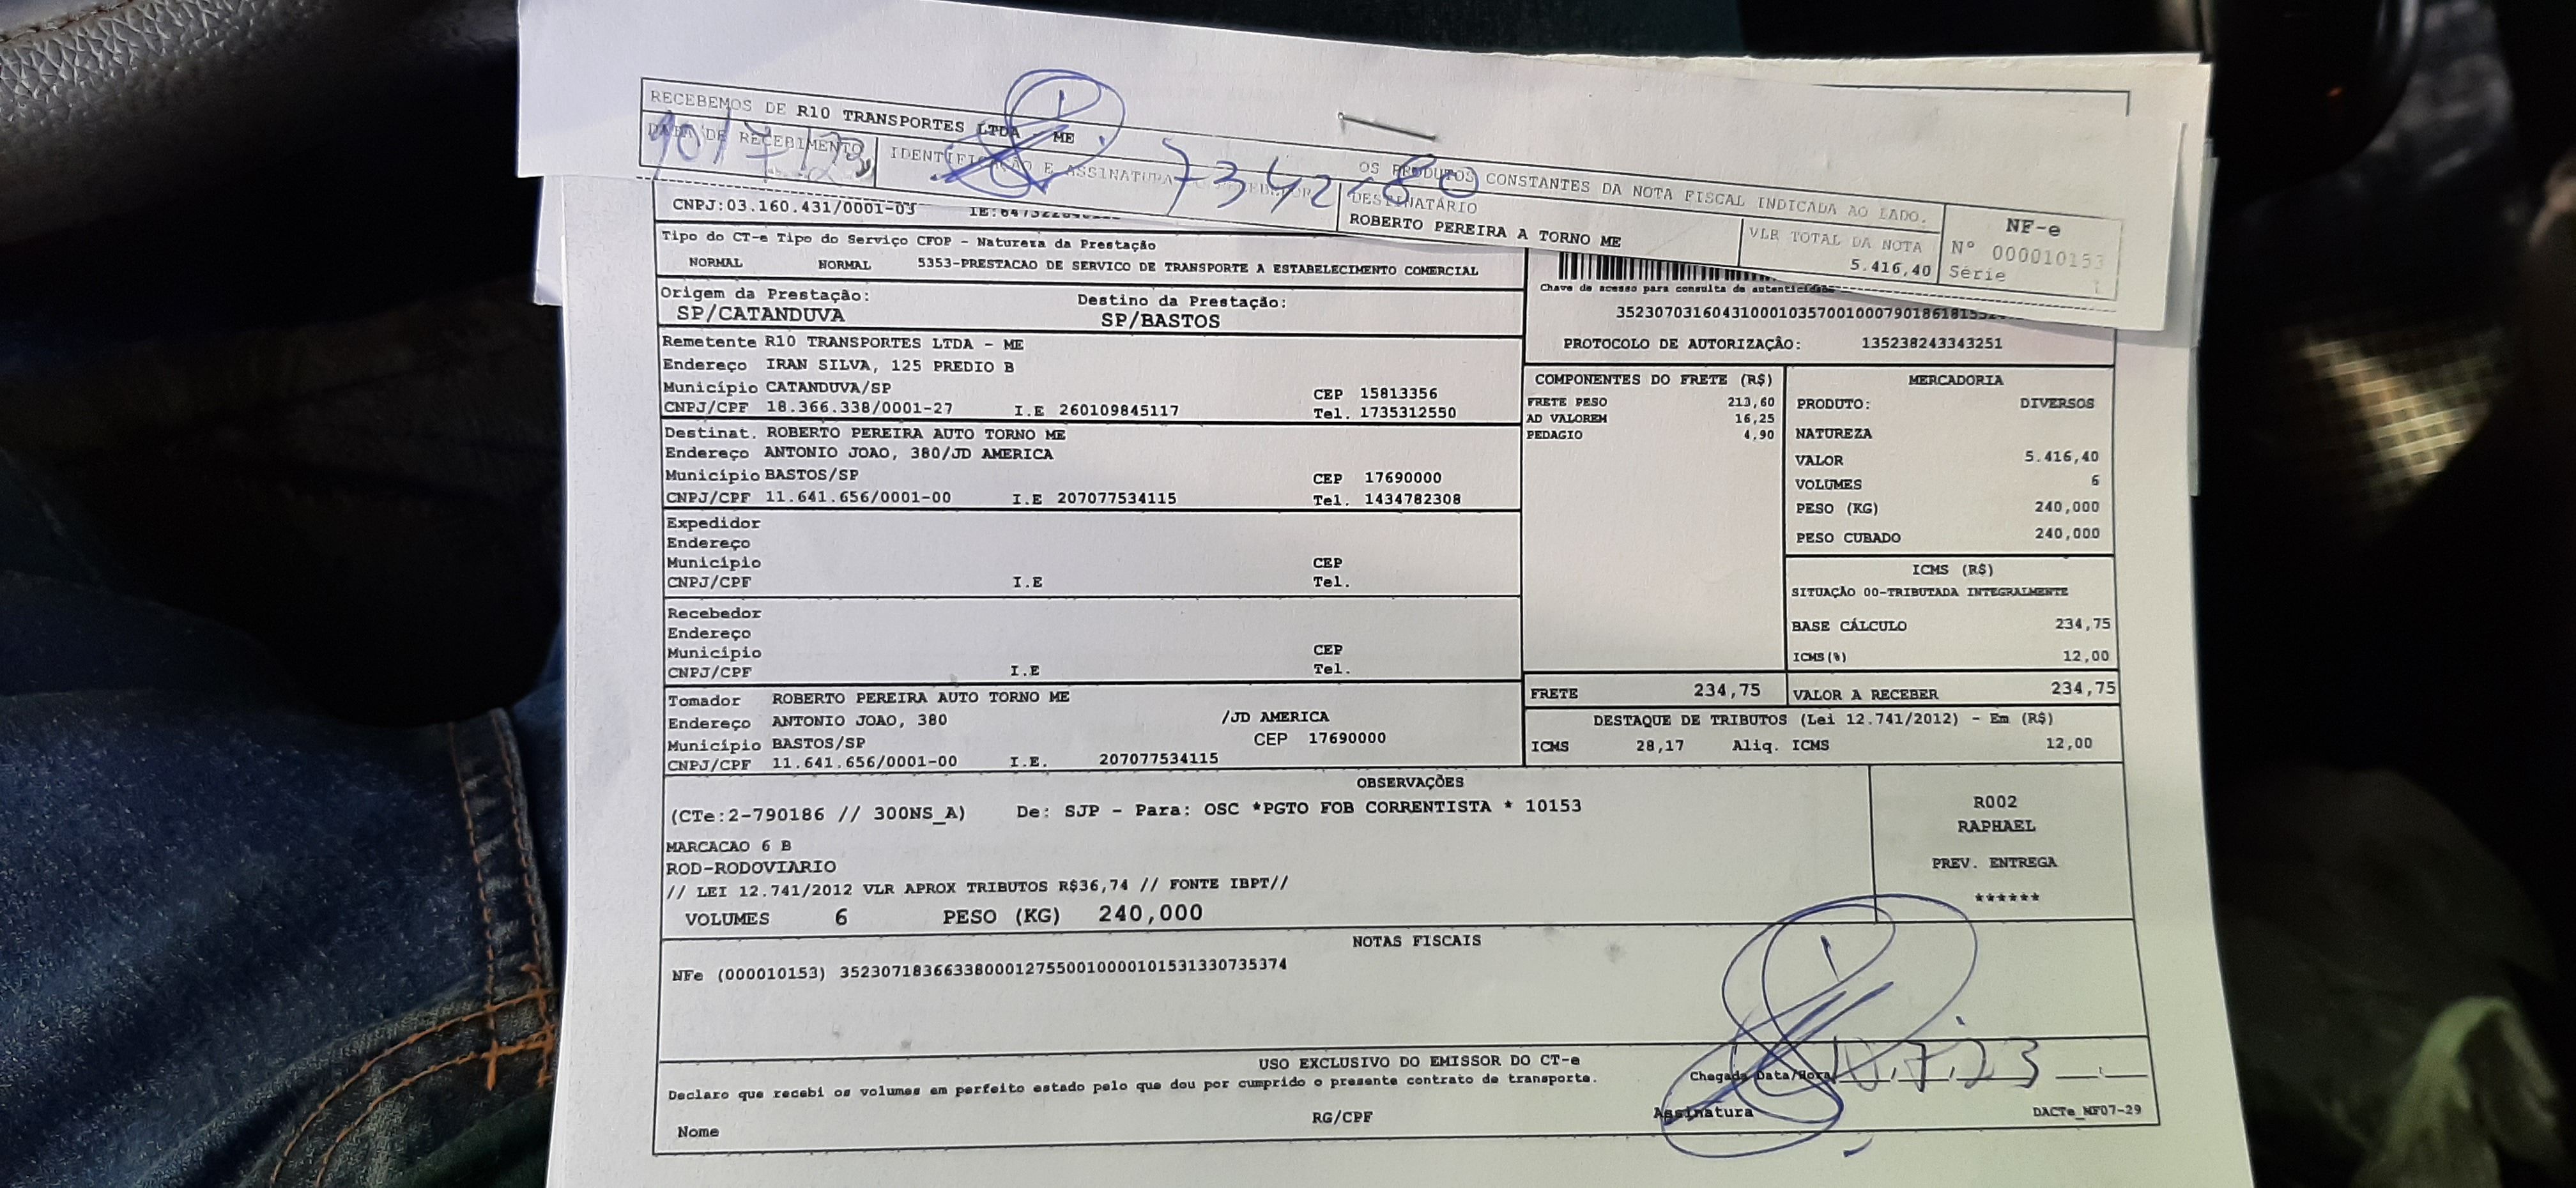 RECEBEMOS DE R10 TRANSPORTES LTDA - ME OS PRODUTOS CONSTANTES DA NOTA FISCAL INDICADA AO LADO.
DATA DE RECEBIMENTO
IDENTIFICAÇÃO E ASSINATURA
DESTINATÁRIO
ROBERTO PEREIRA A TORNO ME
VLR TOTAL DA NOTA
5.416,40
NF-e
Nº 000010153
Série 1
CNPJ:03.160.431/0001-03
Tipo do CT-e Tipo do Serviço CFOP - Natureza da Prestação
NORMAL NORMAL 5353-PRESTACAO DE SERVICO DE TRANSPORTE A ESTABELECIMENTO COMERCIAL
Origem da Prestação: Destino da Prestação:
SP/CATANDUVA SP/BASTOS
Chave de acesso para consulta de autenticidade
PROTOCOLO DE AUTORIZAÇÃO: 135238243343251
Remetente R10 TRANSPORTES LTDA - ME
Endereço IRAN SILVA, 125 PREDIO B
Município CATANDUVA/SP CEP 15813356
CNPJ/CPF 18.366.338/0001-27 I.E 260109845117 Tel. 1735312550
Destinat. ROBERTO PEREIRA AUTO TORNO ME
Endereço ANTONIO JOAO, 380/JD AMERICA
Município BASTOS/SP CEP 17690000
CNPJ/CPF 11.641.656/0001-00 I.E 207077534115 Tel. 1434782308
Expedidor
Endereço
Município CEP
CNPJ/CPF I.E Tel.
Recebedor
Endereço
Município CEP
CNPJ/CPF I.E Tel.
Tomador ROBERTO PEREIRA AUTO TORNO ME
Endereço ANTONIO JOAO, 380 /JD AMERICA
Município BASTOS/SP CEP 17690000
CNPJ/CPF 11.641.656/0001-00 I.E. 207077534115
COMPONENTES DO FRETE (R$)
FRETE PESO 213,60
AD VALOREM 16,25
PEDAGIO 4,90
MERCADORIA
PRODUTO: DIVERSOS
NATUREZA
VALOR 5.416,40
VOLUMES 6
PESO (KG) 240,000
PESO CUBADO 240,000
ICMS (R$)
SITUAÇÃO 00-TRIBUTADA INTEGRALMENTE
BASE CÁLCULO 234,75
ICMS(%) 12,00
FRETE 234,75 VALOR A RECEBER 234,75
DESTAQUE DE TRIBUTOS (Lei 12.741/2012) - Em (R$)
ICMS 28,17 Aliq. ICMS 12,00
OBSERVAÇÕES
(CTe:2-790186 // 300NS_A) De: SJP - Para: OSC *PGTO FOB CORRENTISTA * 10153
MARCACAO 6 B
ROD-RODOVIARIO
// LEI 12.741/2012 VLR APROX TRIBUTOS R$36,74 // FONTE IBPT//
VOLUMES 6 PESO (KG) 240,000
R002
RAPHAEL
PREV. ENTREGA
******
NOTAS FISCAIS
NFe (000010153) 35230718366338000127550010000101531330735374
USO EXCLUSIVO DO EMISSOR DO CT-e
Declaro que recebi os volumes em perfeito estado pelo que dou por cumprido o presente contrato de transporte.
Chegada Data/Hora
Nome RG/CPF Assinatura
DACTe_MF07-29